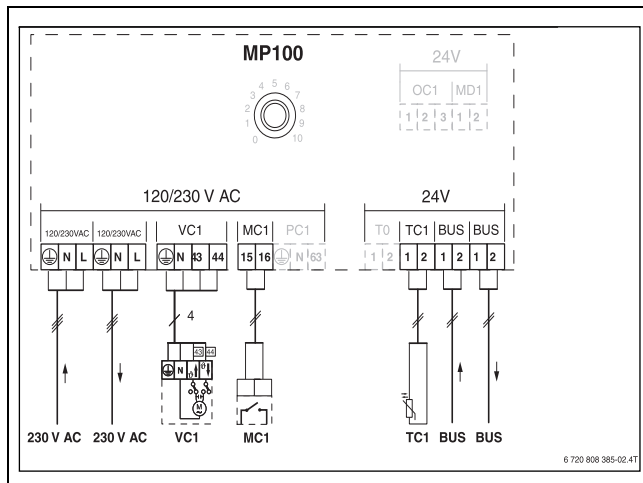 MP100
24V
OC1 MD1
1 2 3 1 2
0 1 2 3 4 5 6 7 8 9 10
120/230 V AC
24V
120/230VAC 120/230VAC VC1 MC1 PC1 T0 TC1 BUS BUS
N L N L N 43 44 15 16 N 63 1 2 1 2 1 2 1 2
4
43 44
N ϑ ϑ
M
ϑ
230 V AC 230 V AC VC1 MC1 TC1 BUS BUS
6 720 808 385-02.4T